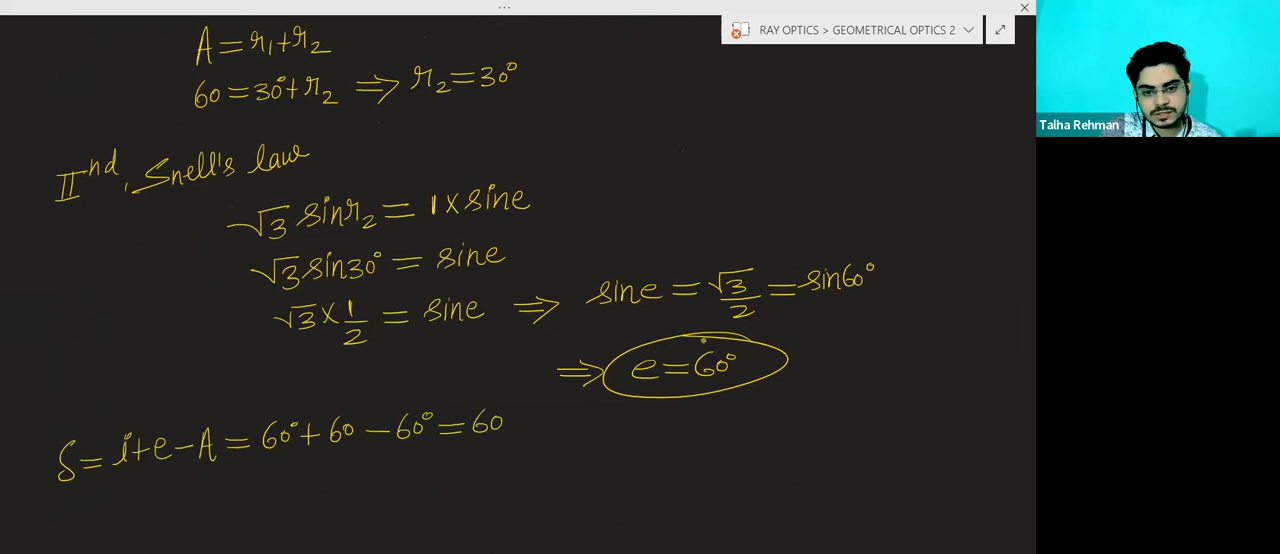 RAY OPTICS > GEOMETRICAL OPTICS 2
Talha Rehman
A = r₁ + r₂
60 = 30° + r₂ ⇒ r₂ = 30°
IInd, Snell's law
√3 sin r₂ = 1 × sin e
√3 sin 30° = sin e
√3 × 1/2 = sin e ⇒ sin e = √3/2 = sin 60°
⇒ e = 60°
δ = i + e − A = 60° + 60 − 60° = 60